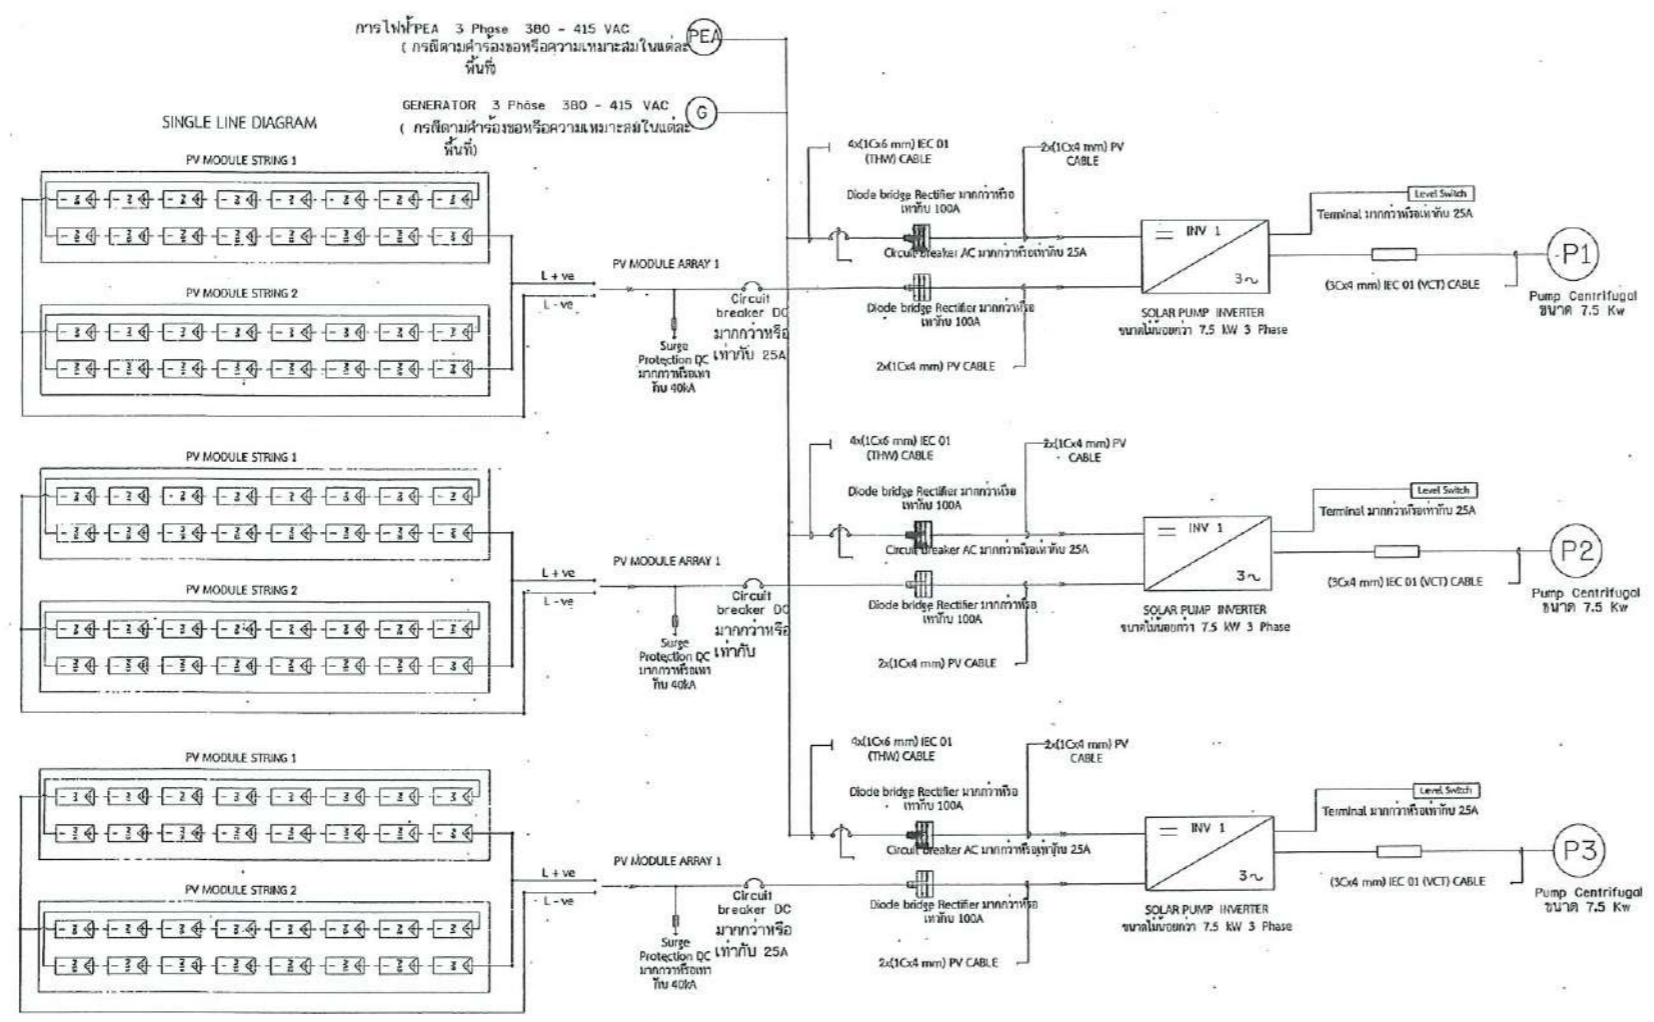 การไฟฟ้าPEA 3 Phase 380 - 415 VAC
( กรณีตามคำร้องขอหรือความเหมาะสมในแต่ละ
พื้นที่)
PEA
GENERATOR 3 Phase 380 - 415 VAC
( กรณีตามคำร้องขอหรือความเหมาะสมในแต่ละ
พื้นที่)
G
SINGLE LINE DIAGRAM
PV MODULE STRING 1
PV MODULE STRING 2
L +ve
L -ve
PV MODULE ARRAY 1
Surge
Protection DC
มากกว่าหรือเท่า
กับ 40kA
Circuit
breaker DC
มากกว่าหรือ
เท่ากับ 25A
4x(1Cx6 mm) IEC 01
(THW) CABLE
2x(1Cx4 mm) PV
CABLE
Diode bridge Rectifier มากกว่าหรือ
เท่ากับ 100A
Circuit breaker AC มากกว่าหรือเท่ากับ 25A
Diode bridge Rectifier มากกว่าหรือ
เท่ากับ 100A
2x(1Cx4 mm) PV CABLE
INV 1
3~
SOLAR PUMP INVERTER
ขนาดไม่น้อยกว่า 7.5 kW 3 Phase
Level Switch
Terminal มากกว่าหรือเท่ากับ 25A
(3Cx4 mm) IEC 01 (VCT) CABLE
P1
Pump Centrifugal
ขนาด 7.5 Kw
PV MODULE STRING 1
PV MODULE STRING 2
L +ve
L -ve
PV MODULE ARRAY 1
Surge
Protection DC
มากกว่าหรือเท่า
กับ 40kA
Circuit
breaker DC
มากกว่าหรือ
เท่ากับ
4x(1Cx6 mm) IEC 01
(THW) CABLE
2x(1Cx4 mm) PV
CABLE
Diode bridge Rectifier มากกว่าหรือ
เท่ากับ 100A
Circuit breaker AC มากกว่าหรือเท่ากับ 25A
Diode bridge Rectifier มากกว่าหรือ
เท่ากับ 100A
2x(1Cx4 mm) PV CABLE
INV 1
3~
SOLAR PUMP INVERTER
ขนาดไม่น้อยกว่า 7.5 kW 3 Phase
Level Switch
Terminal มากกว่าหรือเท่ากับ 25A
(3Cx4 mm) IEC 01 (VCT) CABLE
P2
Pump Centrifugal
ขนาด 7.5 Kw
PV MODULE STRING 1
PV MODULE STRING 2
L +ve
L -ve
PV MODULE ARRAY 1
Surge
Protection DC
มากกว่าหรือเท่า
กับ 40kA
Circuit
breaker DC
มากกว่าหรือ
เท่ากับ 25A
4x(1Cx6 mm) IEC 01
(THW) CABLE
2x(1Cx4 mm) PV
CABLE
Diode bridge Rectifier มากกว่าหรือ
เท่ากับ 100A
Circuit breaker AC มากกว่าหรือเท่ากับ 25A
Diode bridge Rectifier มากกว่าหรือ
เท่ากับ 100A
2x(1Cx4 mm) PV CABLE
INV 1
3~
SOLAR PUMP INVERTER
ขนาดไม่น้อยกว่า 7.5 kW 3 Phase
Level Switch
Terminal มากกว่าหรือเท่ากับ 25A
(3Cx4 mm) IEC 01 (VCT) CABLE
P3
Pump Centrifugal
ขนาด 7.5 Kw